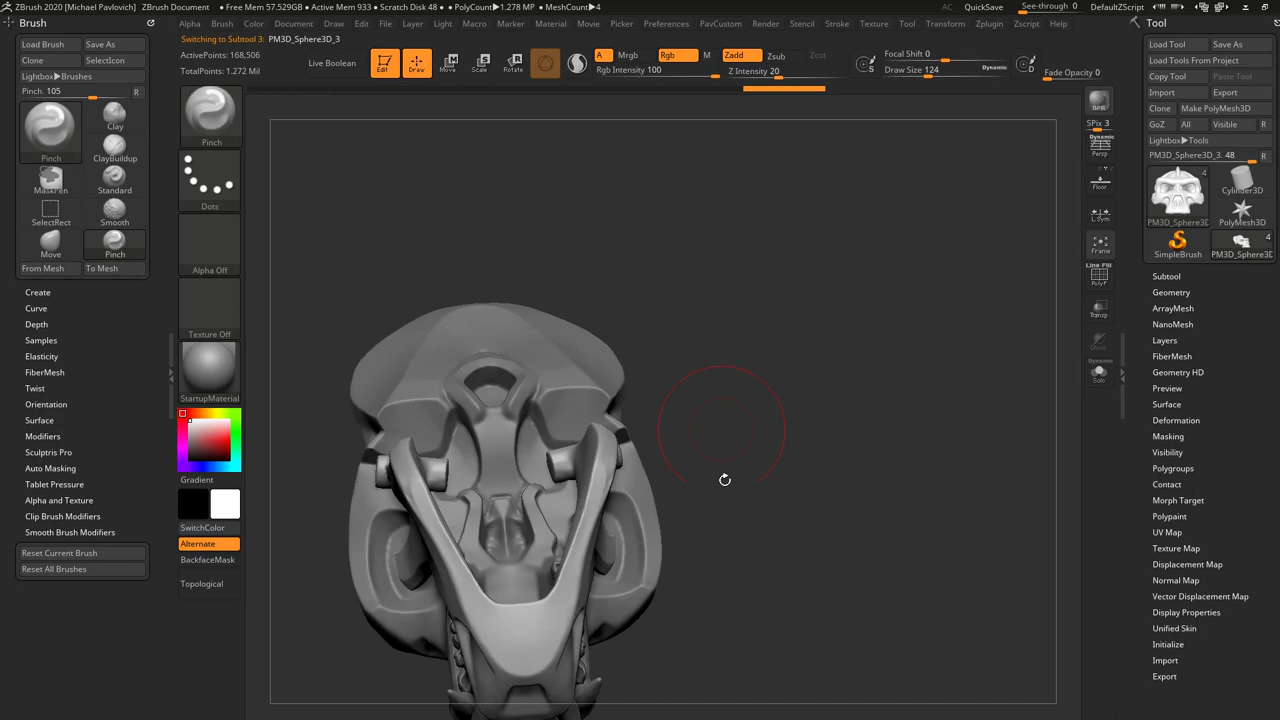 ZBrush 2020 [Michael Pavlovich] ZBrush Document • Free Mem 57.529GB • Active Mem 933 • Scratch Disk 48 • PolyCount▶1.278 MP • MeshCount▶4 AC QuickSave See-through 0 DefaultZScript
Brush Alpha Brush Color Document Draw Edit File Layer Light Macro Marker Material Movie Picker Preferences PavCustom Render Stencil Stroke Texture Tool Transform Zplugin Zscript Help Tool
Switching to Subtool 3: PM3D_Sphere3D_3
Load Brush Save As
Clone SelectIcon
Lightbox▶Brushes
Pinch. 105 R
ActivePoints: 168,506
TotalPoints: 1.272 mil
Live Boolean
Edit Draw Move Scale Rotate
A Mrgb Rgb M Zadd Zsub Zcut
Rgb Intensity 100 Z Intensity 20
Focal Shift 0
Draw Size 124 Dynamic
S D
Fade Opacity 0
Load Tool Save As
Load Tools From Project
Copy Tool Paste Tool
Import Export
Clone Make PolyMesh3D
GoZ All Visible R
Lightbox▶Tools
PM3D_Sphere3D_3. 48 R
4
PM3D_Sphere3D
Cylinder3D
PolyMesh3D
SimpleBrush
4
PM3D_Sphere3D
Pinch
Clay
ClayBuildup
MaskPen
Standard
SelectRect
Smooth
Move
Pinch
From Mesh To Mesh
Create
Curve
Depth
Samples
Elasticity
FiberMesh
Twist
Orientation
Surface
Modifiers
Sculptris Pro
Auto Masking
Tablet Pressure
Alpha and Texture
Clip Brush Modifiers
Smooth Brush Modifiers
Reset Current Brush
Reset All Brushes
Pinch
Dots
Alpha Off
Texture Off
StartupMaterial
Gradient
SwitchColor
Alternate
BackfaceMask
Topological
BPR
SPix 3
Dynamic
Persp
Floor
L.Sym
Frame
Line Fill
PolyF
Transp
Ghost
Dynamic
Solo
Subtool
Geometry
ArrayMesh
NanoMesh
Layers
FiberMesh
Geometry HD
Preview
Surface
Deformation
Masking
Visibility
Polygroups
Contact
Morph Target
Polypaint
UV Map
Texture Map
Displacement Map
Normal Map
Vector Displacement Map
Display Properties
Unified Skin
Initialize
Import
Export